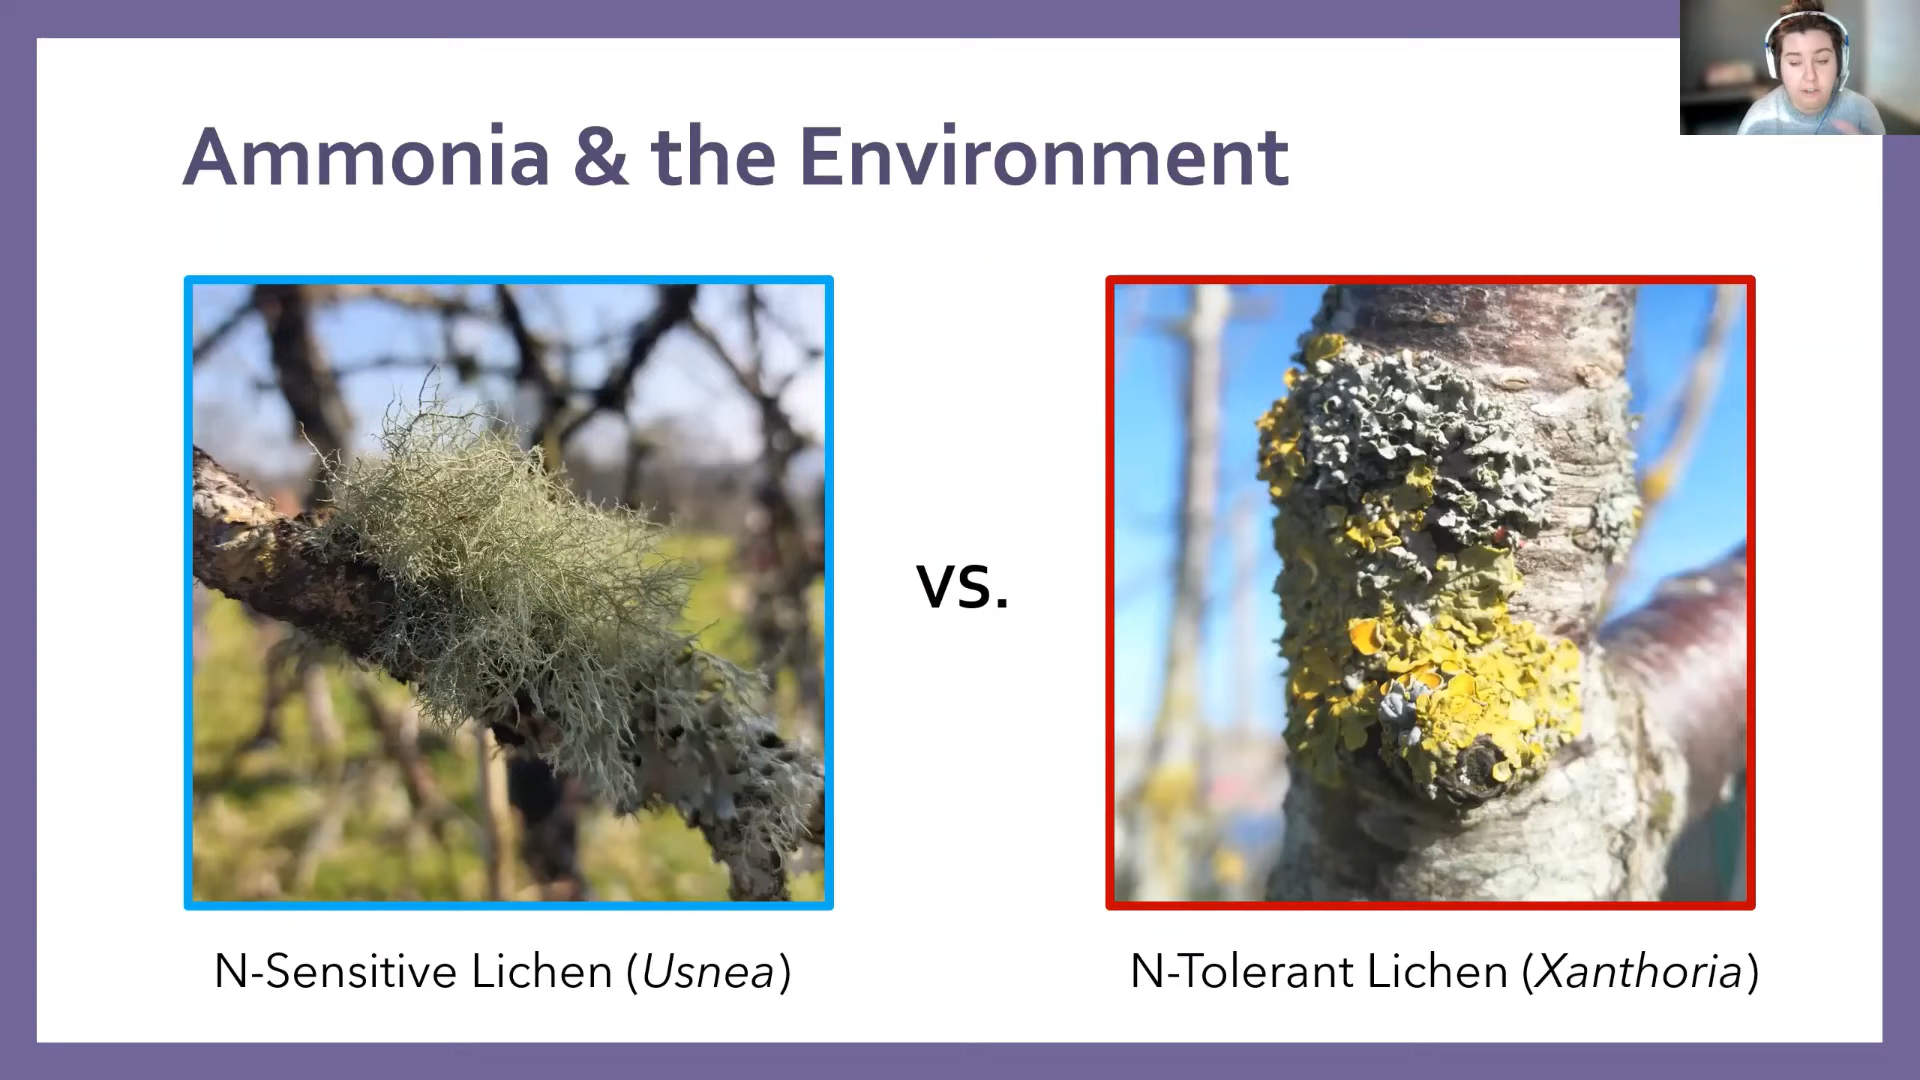 Ammonia & the Environment
vs.
N-Sensitive Lichen (Usnea)
N-Tolerant Lichen (Xanthoria)